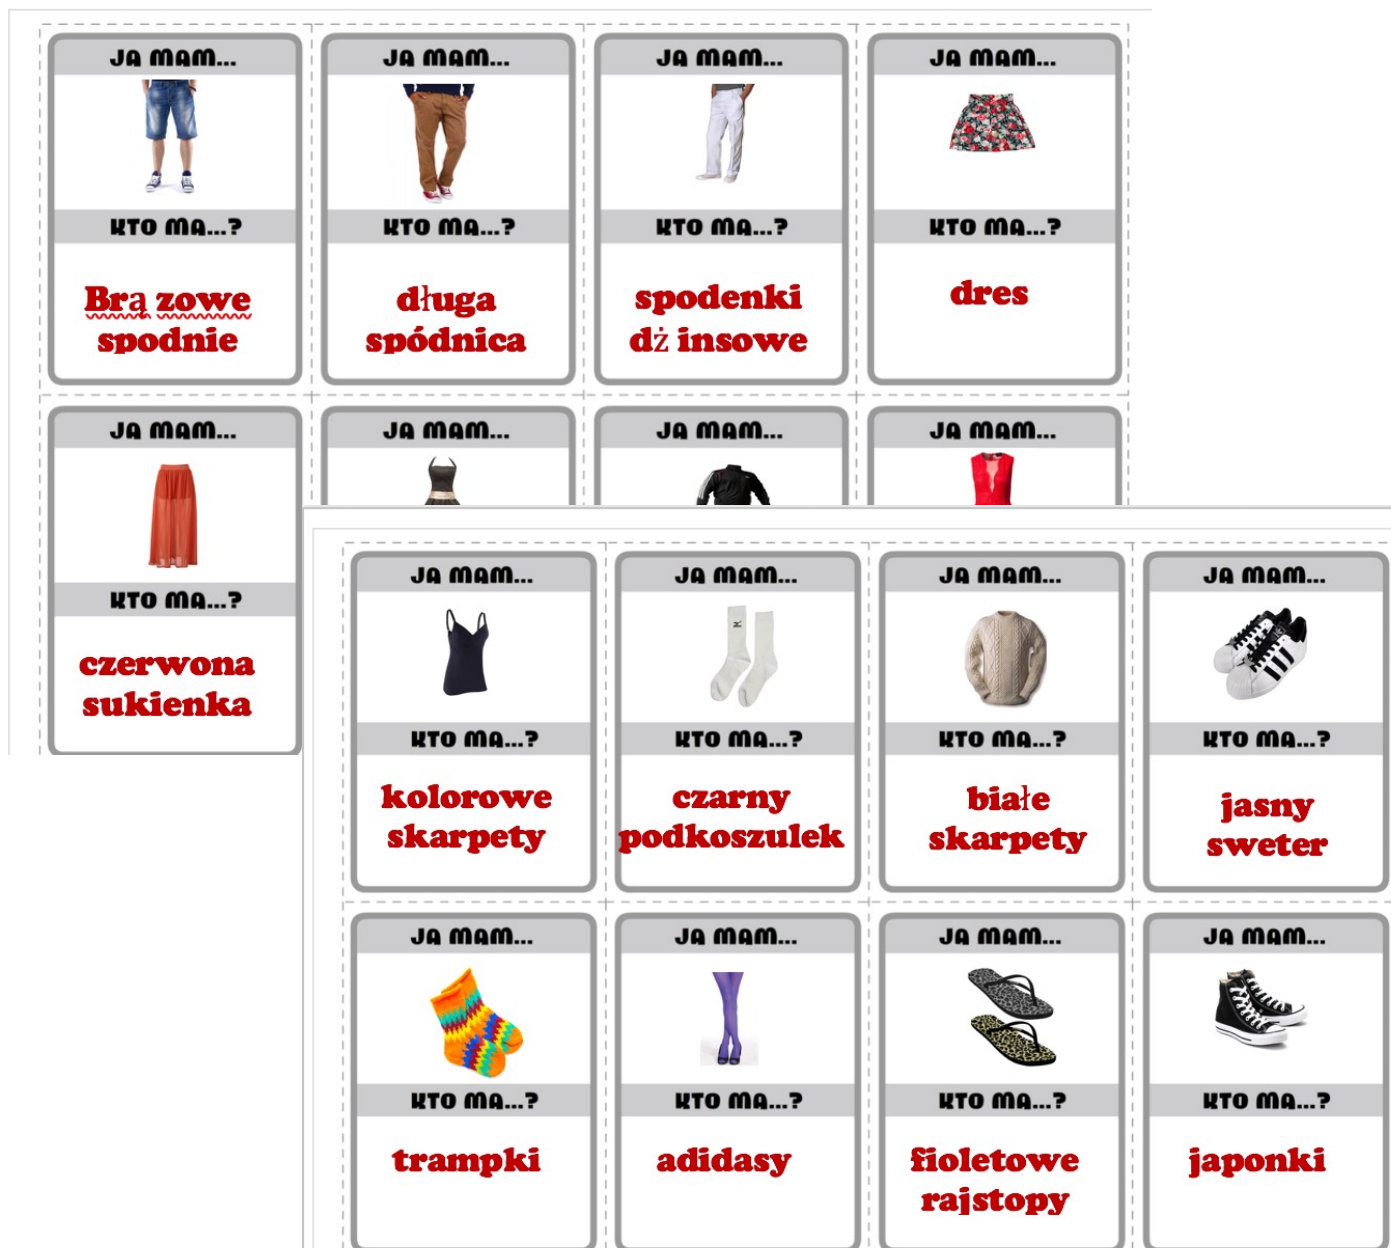 JA MAM...
KTO MA...?
Brą zowe
spodnie
JA MAM...
KTO MA...?
długa
spódnica
JA MAM...
KTO MA...?
spodenki
dż insowe
JA MAM...
KTO MA...?
dres
JA MAM...
KTO MA...?
czerwona
sukienka
JA MAM...
JA MAM...
JA MAM...
JA MAM...
KTO MA...?
kolorowe
skarpety
JA MAM...
KTO MA...?
czarny
podkoszulek
JA MAM...
KTO MA...?
białe
skarpety
JA MAM...
KTO MA...?
jasny
sweter
JA MAM...
KTO MA...?
trampki
JA MAM...
KTO MA...?
adidasy
JA MAM...
KTO MA...?
fioletowe
rajstopy
JA MAM...
KTO MA...?
japonki